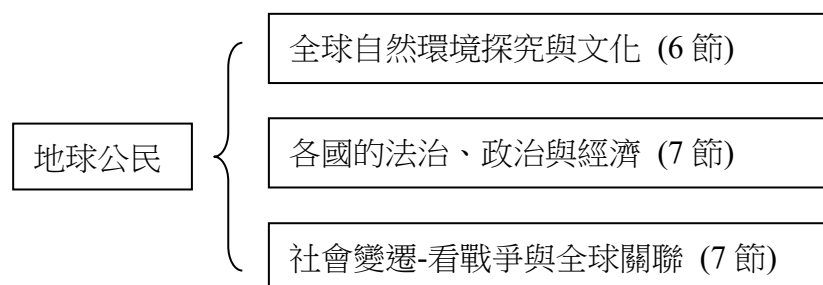 全球自然環境探究與文化 (6 節)
地球公民
各國的法治、政治與經濟 (7 節)
社會變遷-看戰爭與全球關聯 (7 節)